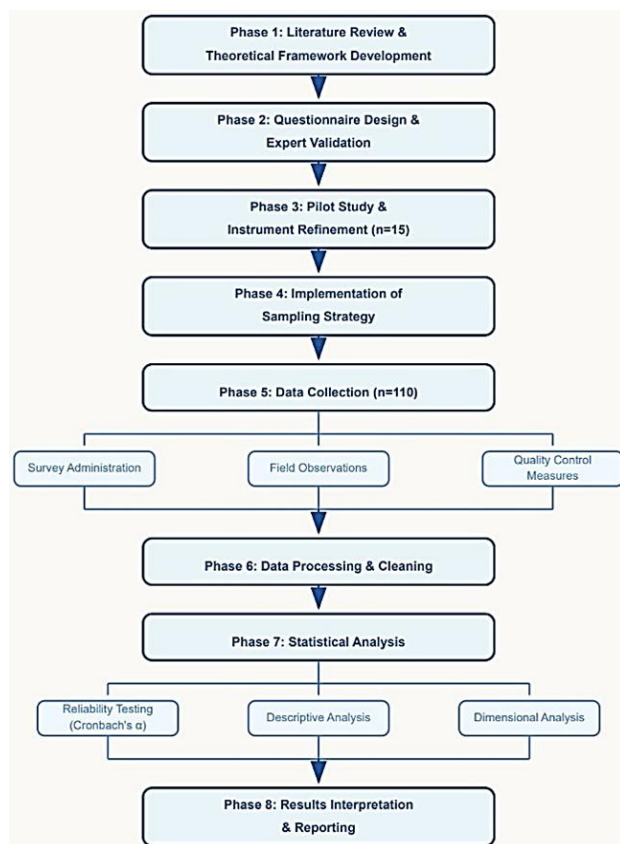 Phase 1: Literature Review &
Theoretical Framework Development
Phase 2: Questionnaire Design &
Expert Validation
Phase 3: Pilot Study &
Instrument Refinement (n=15)
Phase 4: Implementation of
Sampling Strategy
Phase 5: Data Collection (n=110)
Survey Administration
Field Observations
Quality Control
Measures
Phase 6: Data Processing & Cleaning
Phase 7: Statistical Analysis
Reliability Testing
(Cronbach's α)
Descriptive Analysis
Dimensional Analysis
Phase 8: Results Interpretation
& Reporting